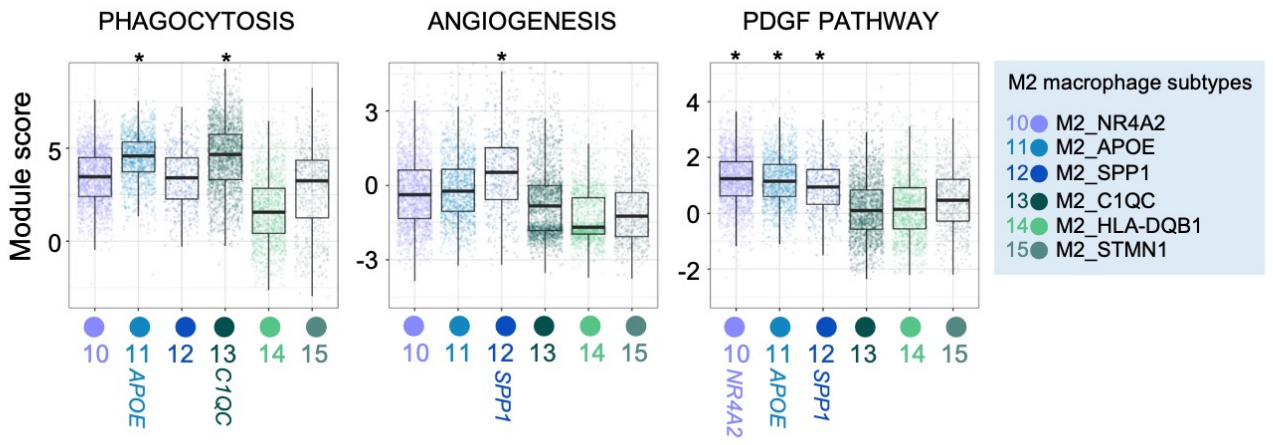 PHAGOCYTOSIS
ANGIOGENESIS
PDGF PATHWAY
Module score
* *
5
0
10 11 12 13 14 15
APOE C1QC
*
3
0
-3
10 11 12 13 14 15
SPP1
* * *
4
2
0
-2
10 11 12 13 14 15
NR4A2 APOE SPP1
M2 macrophage subtypes
10 M2_NR4A2
11 M2_APOE
12 M2_SPP1
13 M2_C1QC
14 M2_HLA-DQB1
15 M2_STMN1